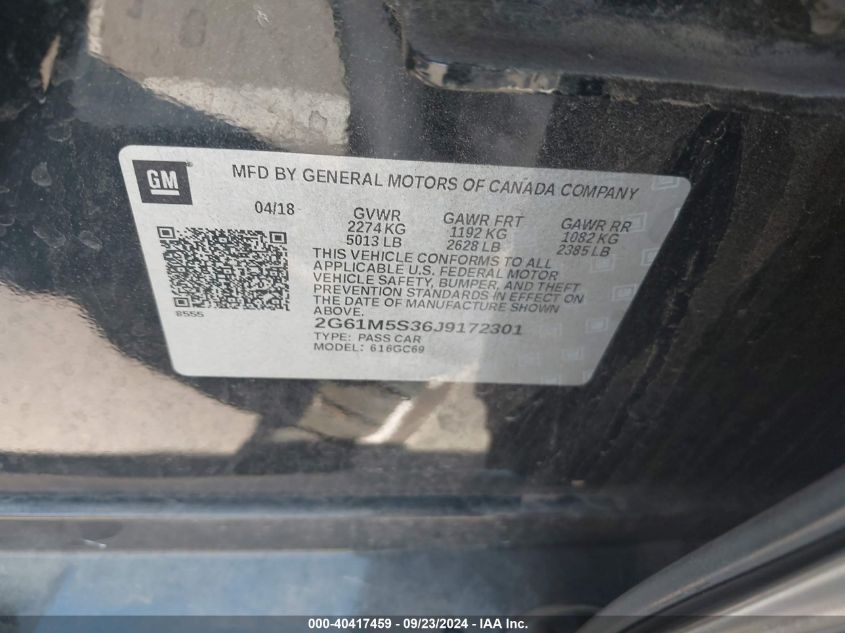 GM
MFD BY GENERAL MOTORS OF CANADA COMPANY
04/18
GVWR
2274 KG
5013 LB
GAWR FRT
1192 KG
2628 LB
GAWR RR
1082 KG
2385 LB
THIS VEHICLE CONFORMS TO ALL
APPLICABLE U.S. FEDERAL MOTOR
VEHICLE SAFETY, BUMPER, AND THEFT
PREVENTION STANDARDS IN EFFECT ON
THE DATE OF MANUFACTURE SHOWN
ABOVE.
8555
2G61M5S36J9172301
TYPE: PASS CAR
MODEL: 616GC69
000-40417459 - 09/23/2024 - IAA Inc.